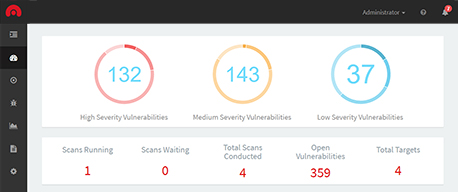 Administrator
132
143
37
High Severity Vulnerabilities
Medium Severity Vulnerabilities
Low Severity Vulnerabilities
Scans Running
Scans Waiting
Total Scans
Conducted
Open
Vulnerabilities
Total Targets
1
0
4
359
4